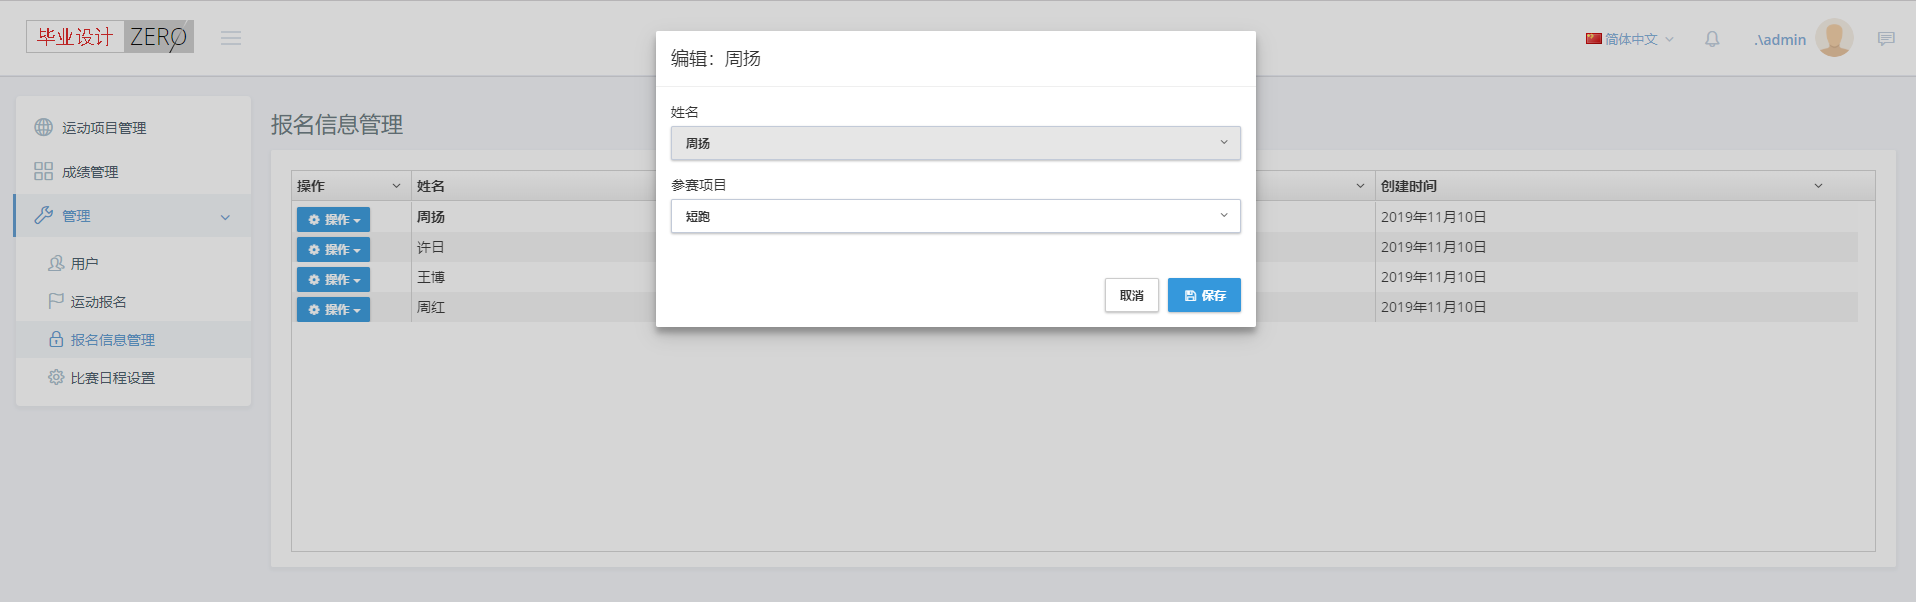 毕业设计 ZERO
简体中文
.\admin
运动项目管理
成绩管理
管理
用户
运动报名
报名信息管理
比赛日程设置
报名信息管理
操作 姓名 创建时间
操作 周扬 2019年11月10日
操作 许日 2019年11月10日
操作 王博 2019年11月10日
操作 周红 2019年11月10日
编辑：周扬
姓名
周扬
参赛项目
短跑
取消 保存